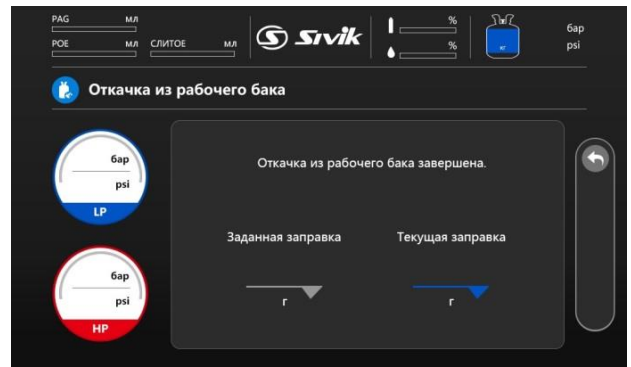 PAG мл
POE мл СЛИТОЕ мл
S Sivik
%
%
кг
бар
psi
Откачка из рабочего бака
бар
psi
LP
Откачка из рабочего бака завершена.
Заданная заправка Текущая заправка
г г
бар
psi
HP